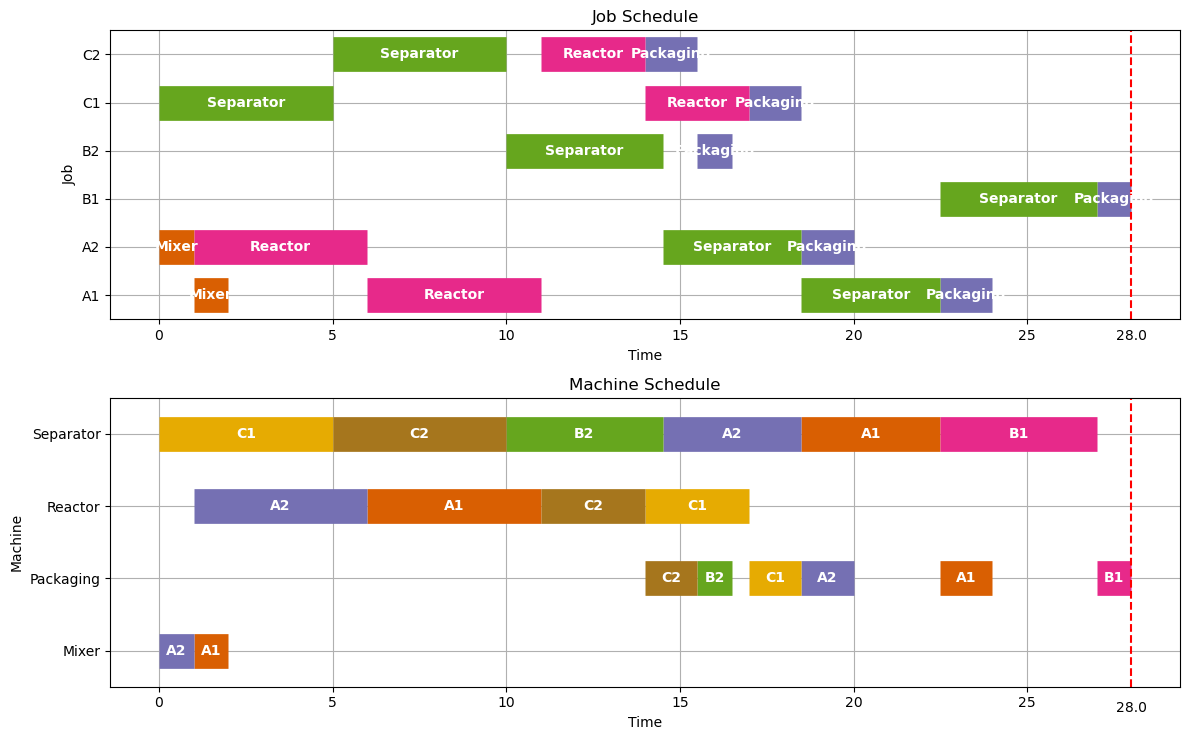 Job Schedule
C2 Separator Reactor Packaging
C1 Separator Reactor Packaging
B2 Separator Packaging
B1 Separator Packaging
A2 Mixer Reactor Separator Packaging
A1 Mixer Reactor Separator Packaging
Job
0 5 10 15 20 25 28.0
Time
Machine Schedule
Separator C1 C2 B2 A2 A1 B1
Reactor A2 A1 C2 C1
Packaging C2 B2 C1 A2 A1 B1
Mixer A2 A1
Machine
0 5 10 15 20 25 28.0
Time